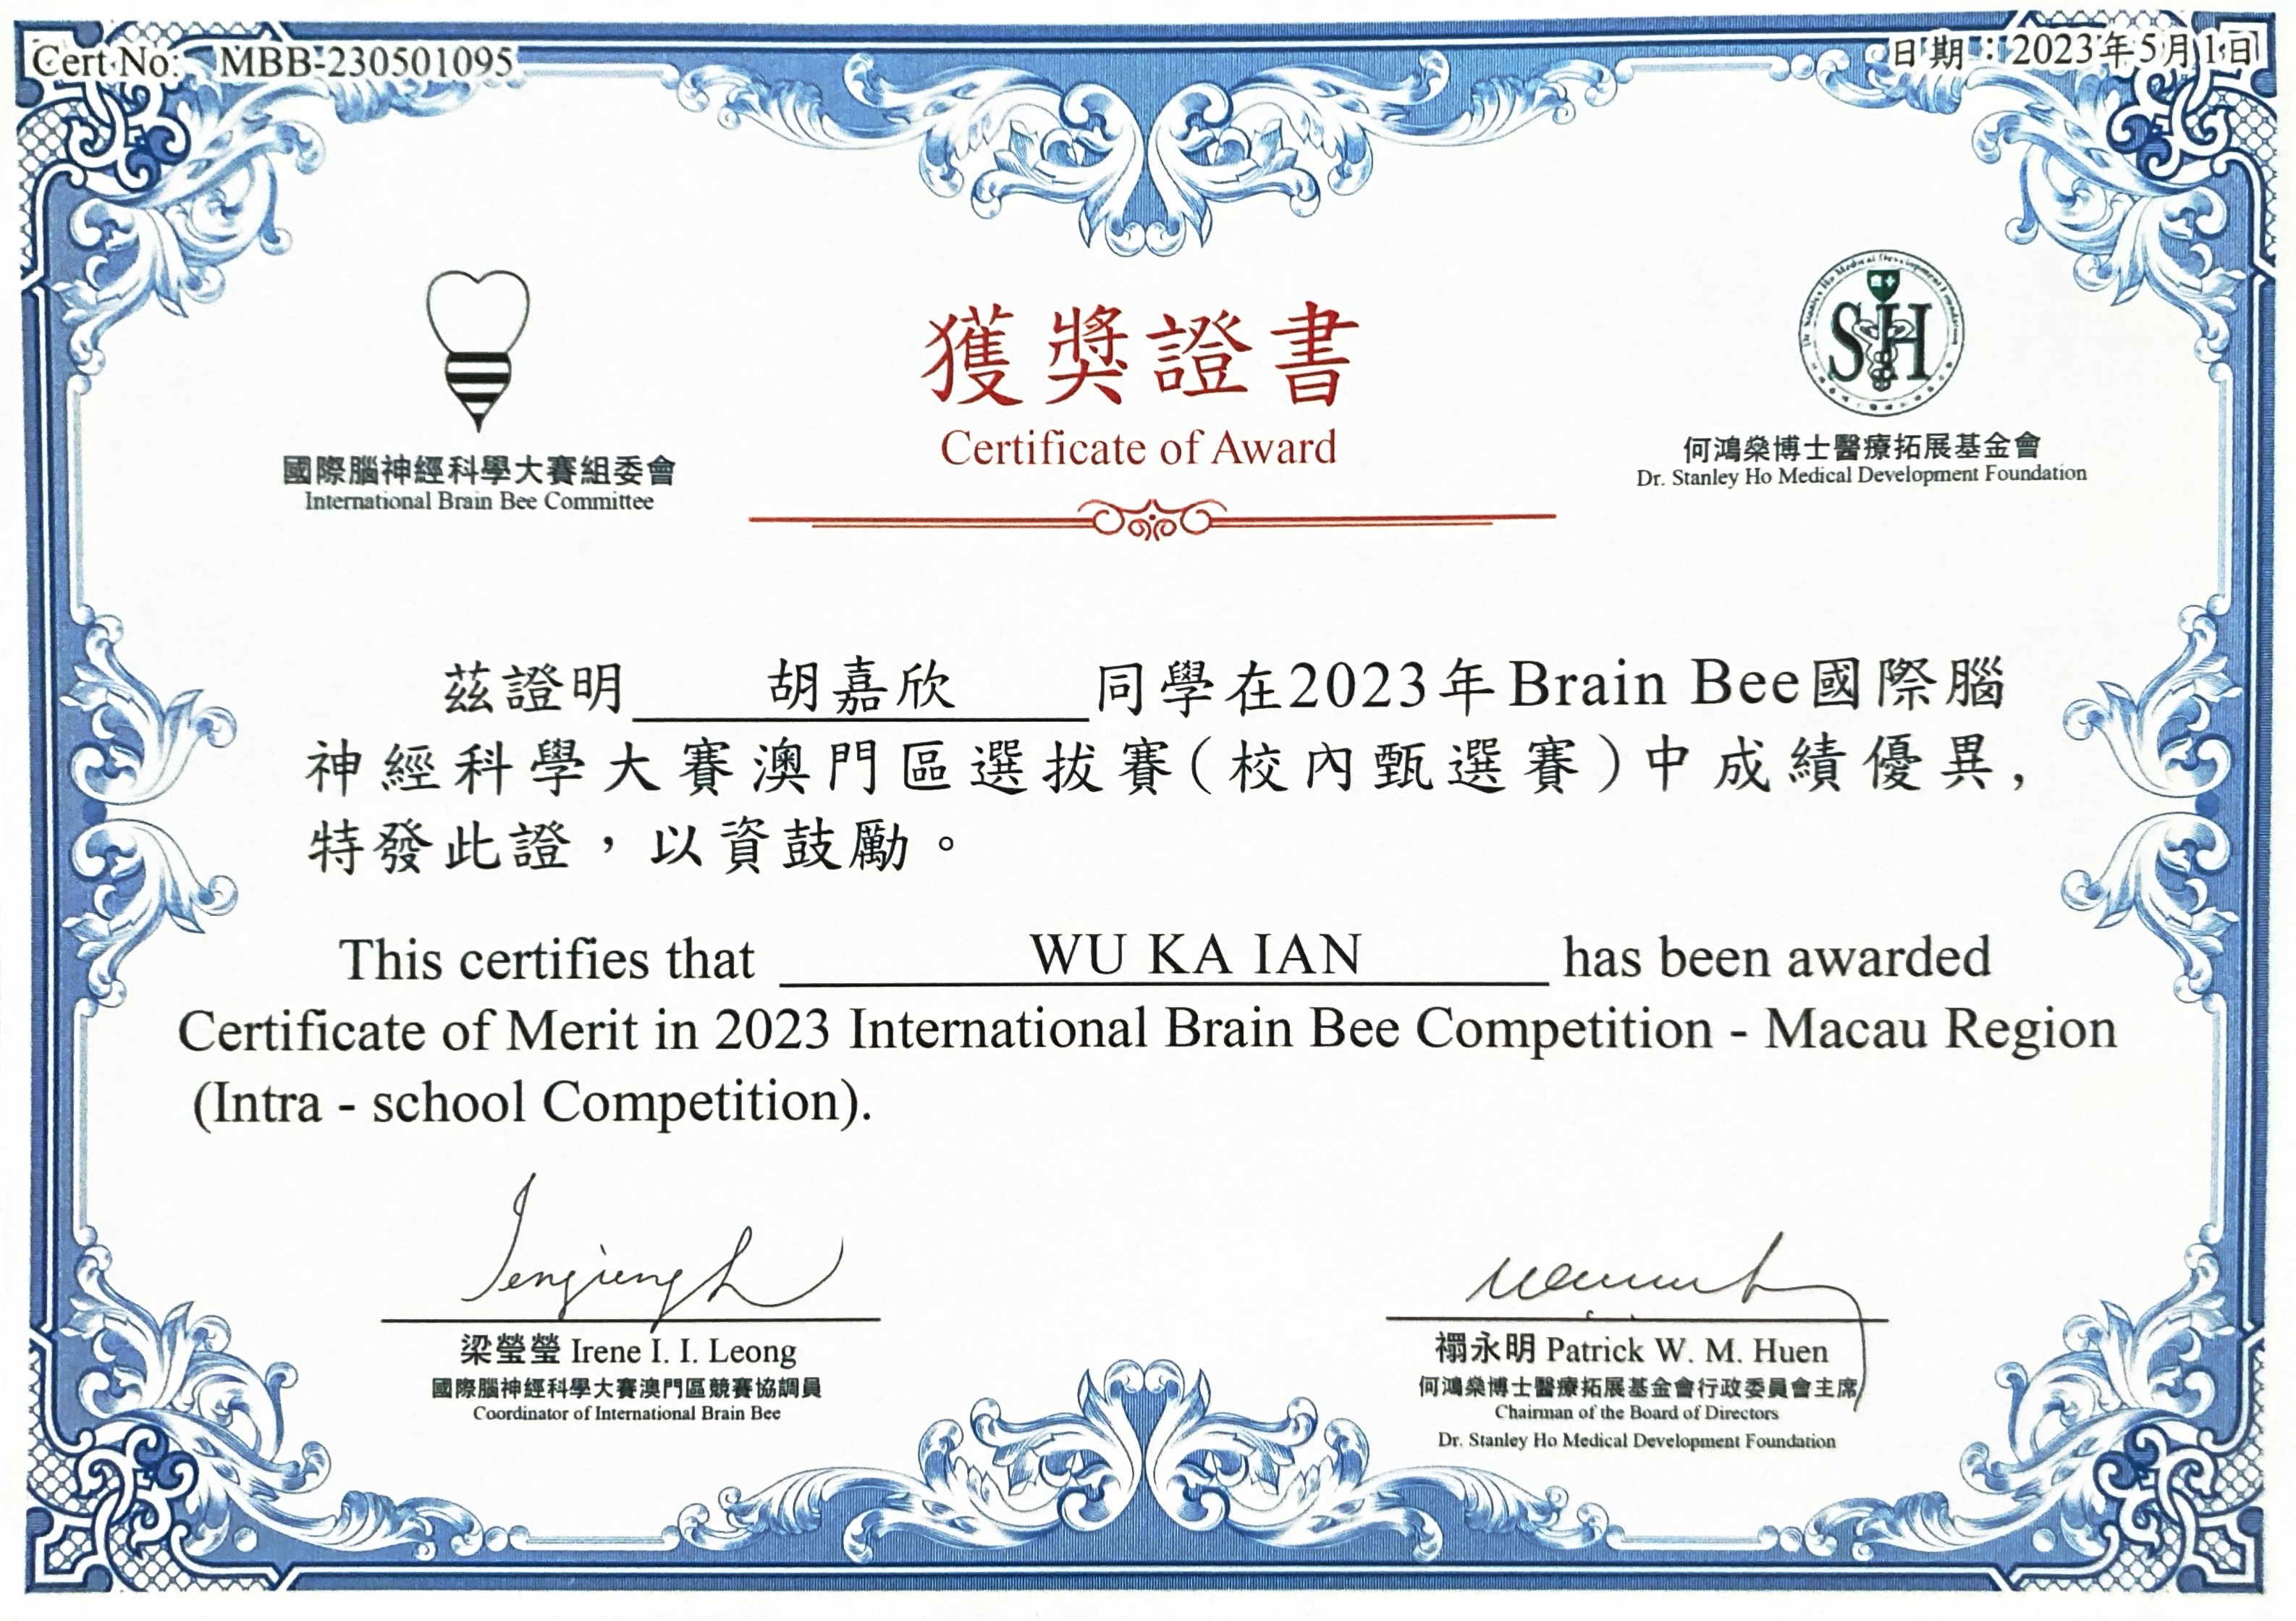 Cert No: MBB-230501095
日期：2023年5月1日
國際腦神經科學大賽組委會
International Brain Bee Committee
獲獎證書
Certificate of Award
Dr. Stanley Ho Medical Development Foundation
SH
何鴻燊博士醫療拓展基金會
Dr. Stanley Ho Medical Development Foundation
茲證明 胡嘉欣 同學在2023年Brain Bee國際腦
神經科學大賽澳門區選拔賽(校內甄選賽)中成績優異,
特發此證，以資鼓勵。
This certifies that WU KA IAN has been awarded
Certificate of Merit in 2023 International Brain Bee Competition - Macau Region
(Intra - school Competition).
梁瑩瑩 Irene I. I. Leong
國際腦神經科學大賽澳門區競賽協調員
Coordinator of International Brain Bee
禤永明 Patrick W. M. Huen
何鴻燊博士醫療拓展基金會行政委員會主席
Chairman of the Board of Directors
Dr. Stanley Ho Medical Development Foundation